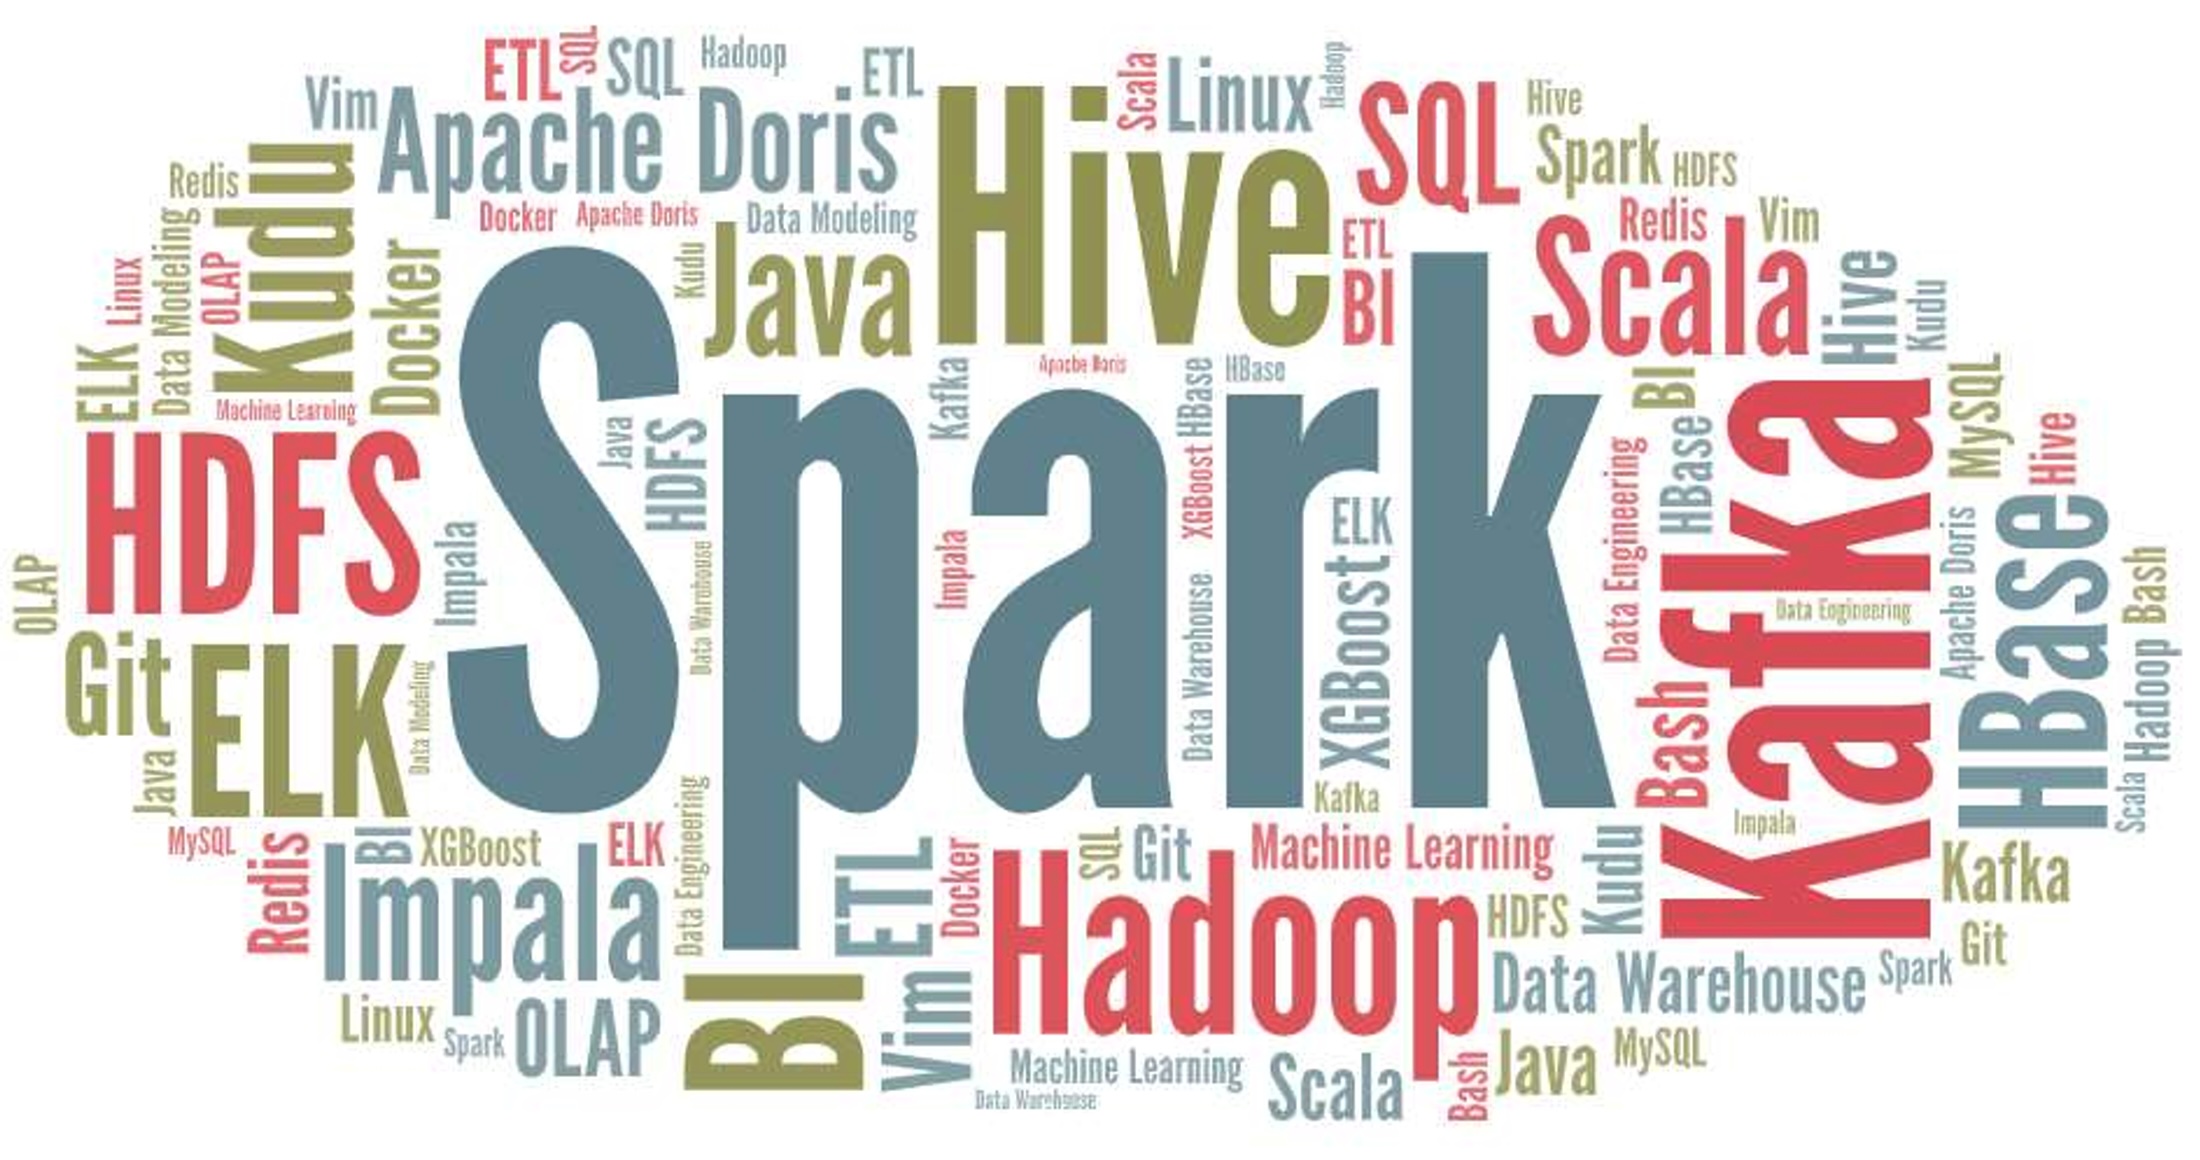 ETL
SQL
SQL
Hadoop
ETL
Vim
Apache Doris
Hive
Scala
Linux
Hadoop
SQL
Hive
Spark
HDFS
Redis
Kudu
Docker
Apache Doris
Data Modeling
ETL
BI
Scala
Redis
Vim
Linux
Data Modeling
OLAP
Docker
Kudu
Java
Hive
Kudu
ELK
Machine Learning
Spark
Kafka
Apache Doris
HBase
HBase
BI
MySQL
Hive
HDFS
Java
HDFS
XGBoost
ELK
Data Engineering
HBase
Kafka
OLAP
Impala
Data Warehouse
Impala
Data Warehouse
XGBoost
Data Engineering
Apache Doris
HBase
Bash
Git
ELK
Data Modeling
Bash
Hadoop
Java
Kafka
Impala
Scala
MySQL
Redis
BI
XGBoost
ELK
Data Engineering
ETL
Docker
SQL
Git
Machine Learning
Kudu
Kafka
Impala
Hadoop
HDFS
Git
Linux
Spark
OLAP
BI
Vim
Data Warehouse
Spark
Machine Learning
Scala
Bash
Java
MySQL
Data Warehouse